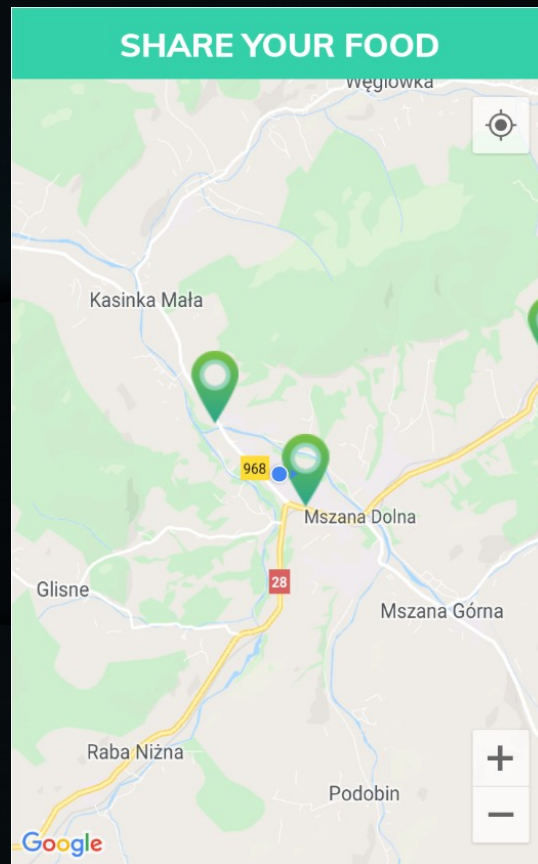 SHARE YOUR FOOD
Węglówka
Kasinka Mała
968
Mszana Dolna
28
Glisne
Mszana Górna
Raba Niżna
Podobin
+
−
Google